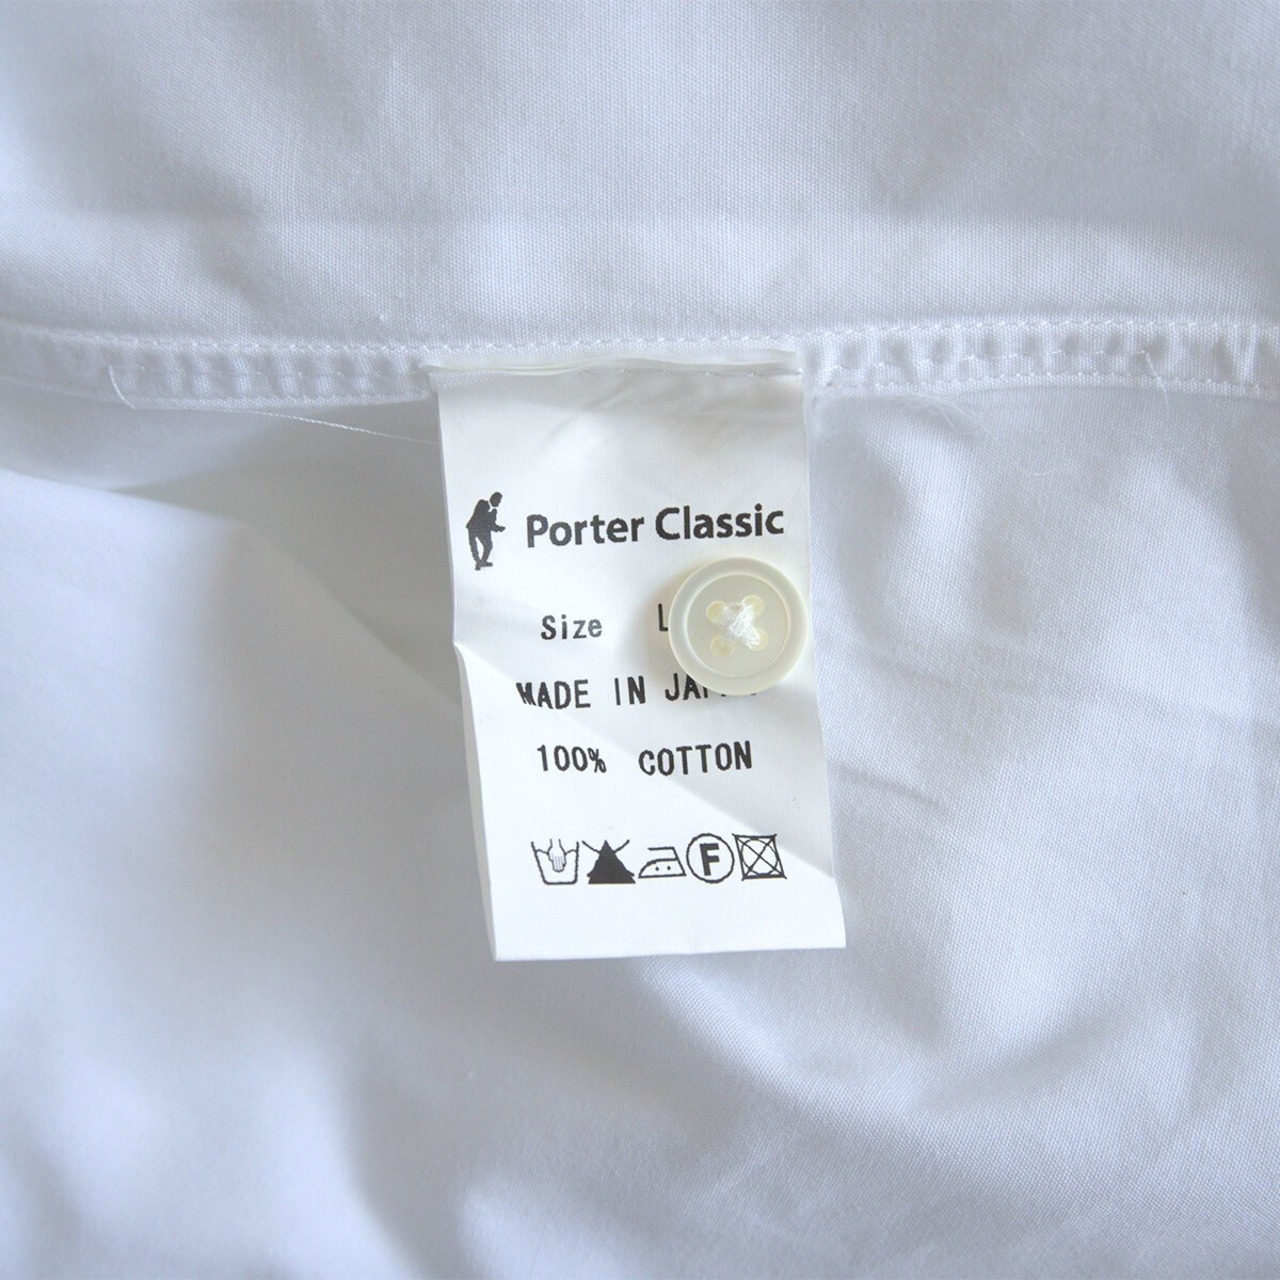 Porter Classic
Size L
MADE IN
100% COTTON
F